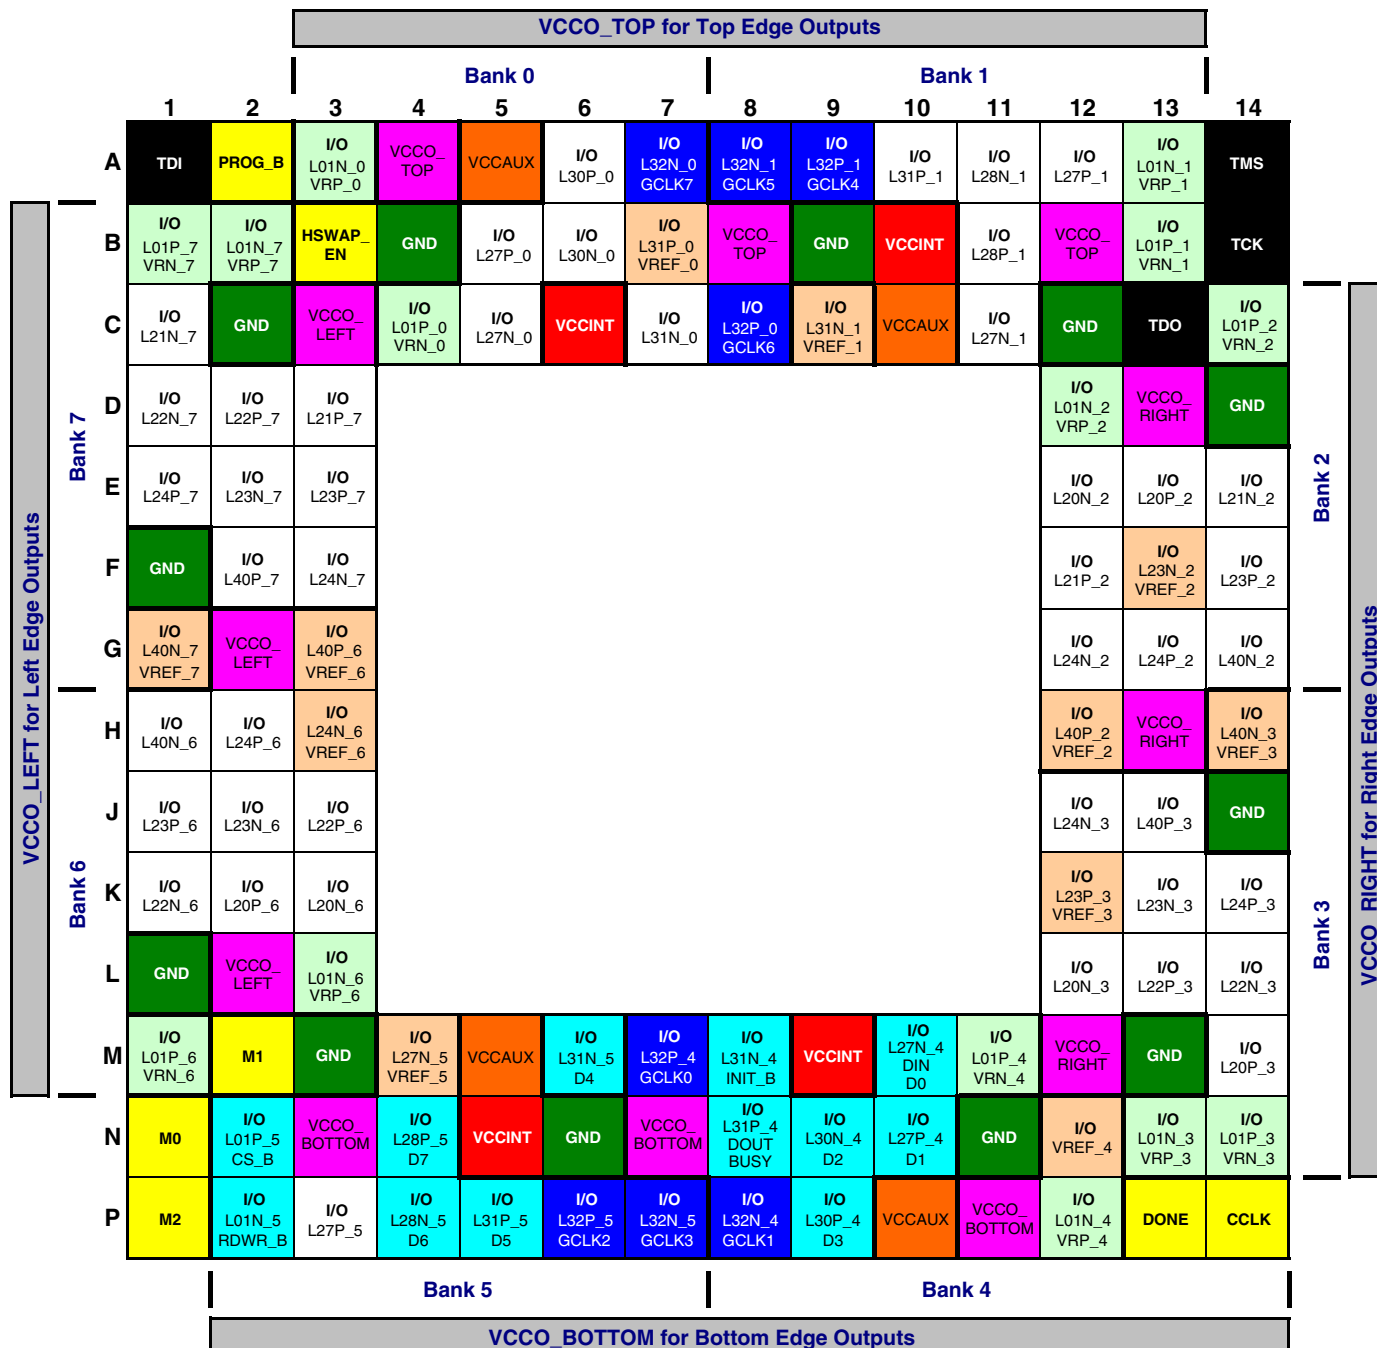 VCCO_TOP for Top Edge Outputs
Bank 0 Bank 1
1 2 3 4 5 6 7 8 9 10 11 12 13 14
A
TDI
PROG_B
I/O
L01N_0
VRP_0
VCCO_
TOP
VCCAUX
I/O
L30P_0
I/O
L32N_0
GCLK7
I/O
L32N_1
GCLK5
I/O
L32P_1
GCLK4
I/O
L31P_1
I/O
L28N_1
I/O
L27P_1
I/O
L01N_1
VRP_1
TMS
B
I/O
L01P_7
VRN_7
I/O
L01N_7
VRP_7
HSWAP_
EN
GND
I/O
L27P_0
I/O
L30N_0
I/O
L31P_0
VREF_0
VCCO_
TOP
GND
VCCINT
I/O
L28P_1
VCCO_
TOP
I/O
L01P_1
VRN_1
TCK
C
I/O
L21N_7
GND
VCCO_
LEFT
I/O
L01P_0
VRN_0
I/O
L27N_0
VCCINT
I/O
L31N_0
I/O
L32P_0
GCLK6
I/O
L31N_1
VREF_1
VCCAUX
I/O
L27N_1
GND
TDO
I/O
L01P_2
VRN_2
D
I/O
L22N_7
I/O
L22P_7
I/O
L21P_7
I/O
L01N_2
VRP_2
VCCO_
RIGHT
GND
E
I/O
L24P_7
I/O
L23N_7
I/O
L23P_7
I/O
L20N_2
I/O
L20P_2
I/O
L21N_2
F
GND
I/O
L40P_7
I/O
L24N_7
I/O
L21P_2
I/O
L23N_2
VREF_2
I/O
L23P_2
G
I/O
L40N_7
VREF_7
VCCO_
LEFT
I/O
L40P_6
VREF_6
I/O
L24N_2
I/O
L24P_2
I/O
L40N_2
H
I/O
L40N_6
I/O
L24P_6
I/O
L24N_6
VREF_6
I/O
L40P_2
VREF_2
VCCO_
RIGHT
I/O
L40N_3
VREF_3
J
I/O
L23P_6
I/O
L23N_6
I/O
L22P_6
I/O
L24N_3
I/O
L40P_3
GND
K
I/O
L22N_6
I/O
L20P_6
I/O
L20N_6
I/O
L23P_3
VREF_3
I/O
L23N_3
I/O
L24P_3
L
GND
VCCO_
LEFT
I/O
L01N_6
VRP_6
I/O
L20N_3
I/O
L22P_3
I/O
L22N_3
M
I/O
L01P_6
VRN_6
M1
GND
I/O
L27N_5
VREF_5
VCCAUX
I/O
L31N_5
D4
I/O
L32P_4
GCLK0
I/O
L31N_4
INIT_B
VCCINT
I/O
L27N_4
DIN
D0
I/O
L01P_4
VRN_4
VCCO_
RIGHT
GND
I/O
L20P_3
N
M0
I/O
L01P_5
CS_B
VCCO_
BOTTOM
I/O
L28P_5
D7
VCCINT
GND
VCCO_
BOTTOM
I/O
L31P_4
DOUT
BUSY
I/O
L30N_4
D2
I/O
L27P_4
D1
GND
I/O
VREF_4
I/O
L01N_3
VRP_3
I/O
L01P_3
VRN_3
P
M2
I/O
L01N_5
RDWR_B
I/O
L27P_5
I/O
L28N_5
D6
I/O
L31P_5
D5
I/O
L32P_5
GCLK2
I/O
L32N_5
GCLK3
I/O
L32N_4
GCLK1
I/O
L30P_4
D3
VCCAUX
VCCO_
BOTTOM
I/O
L01N_4
VRP_4
DONE
CCLK
VCCO_LEFT for Left Edge Outputs
Bank 7
Bank 6
Bank 2
Bank 3
VCCO_RIGHT for Right Edge Outputs
Bank 5 Bank 4
VCCO_BOTTOM for Bottom Edge Outputs